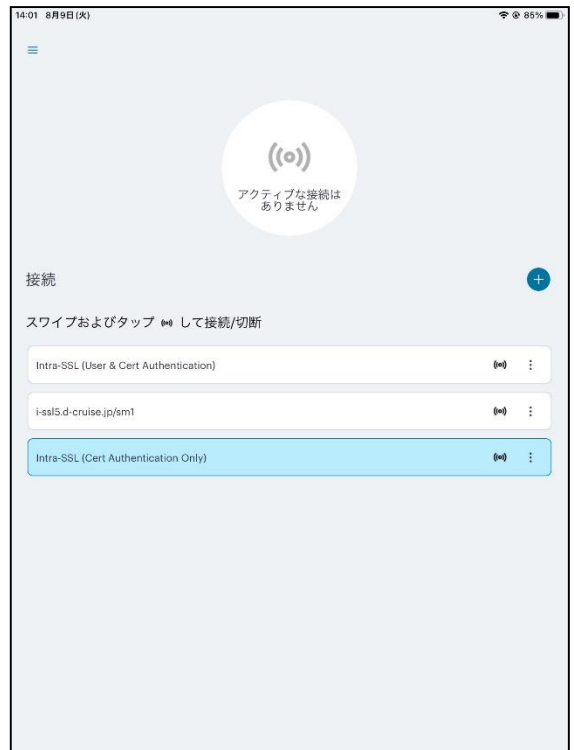 14:01 8月9日(火) 85%
アクティブな接続は
ありません
接続
スワイプおよびタップ して接続/切断
Intra-SSL (User & Cert Authentication)
i-ssl5.d-cruise.jp/sm1
Intra-SSL (Cert Authentication Only)